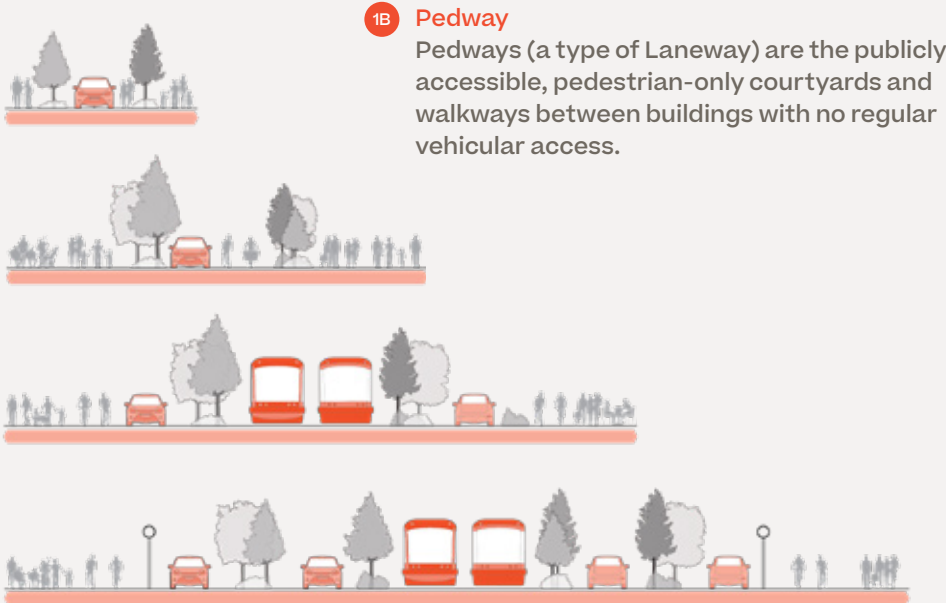 1B Pedway
Pedways (a type of Laneway) are the publicly
accessible, pedestrian-only courtyards and
walkways between buildings with no regular
vehicular access.